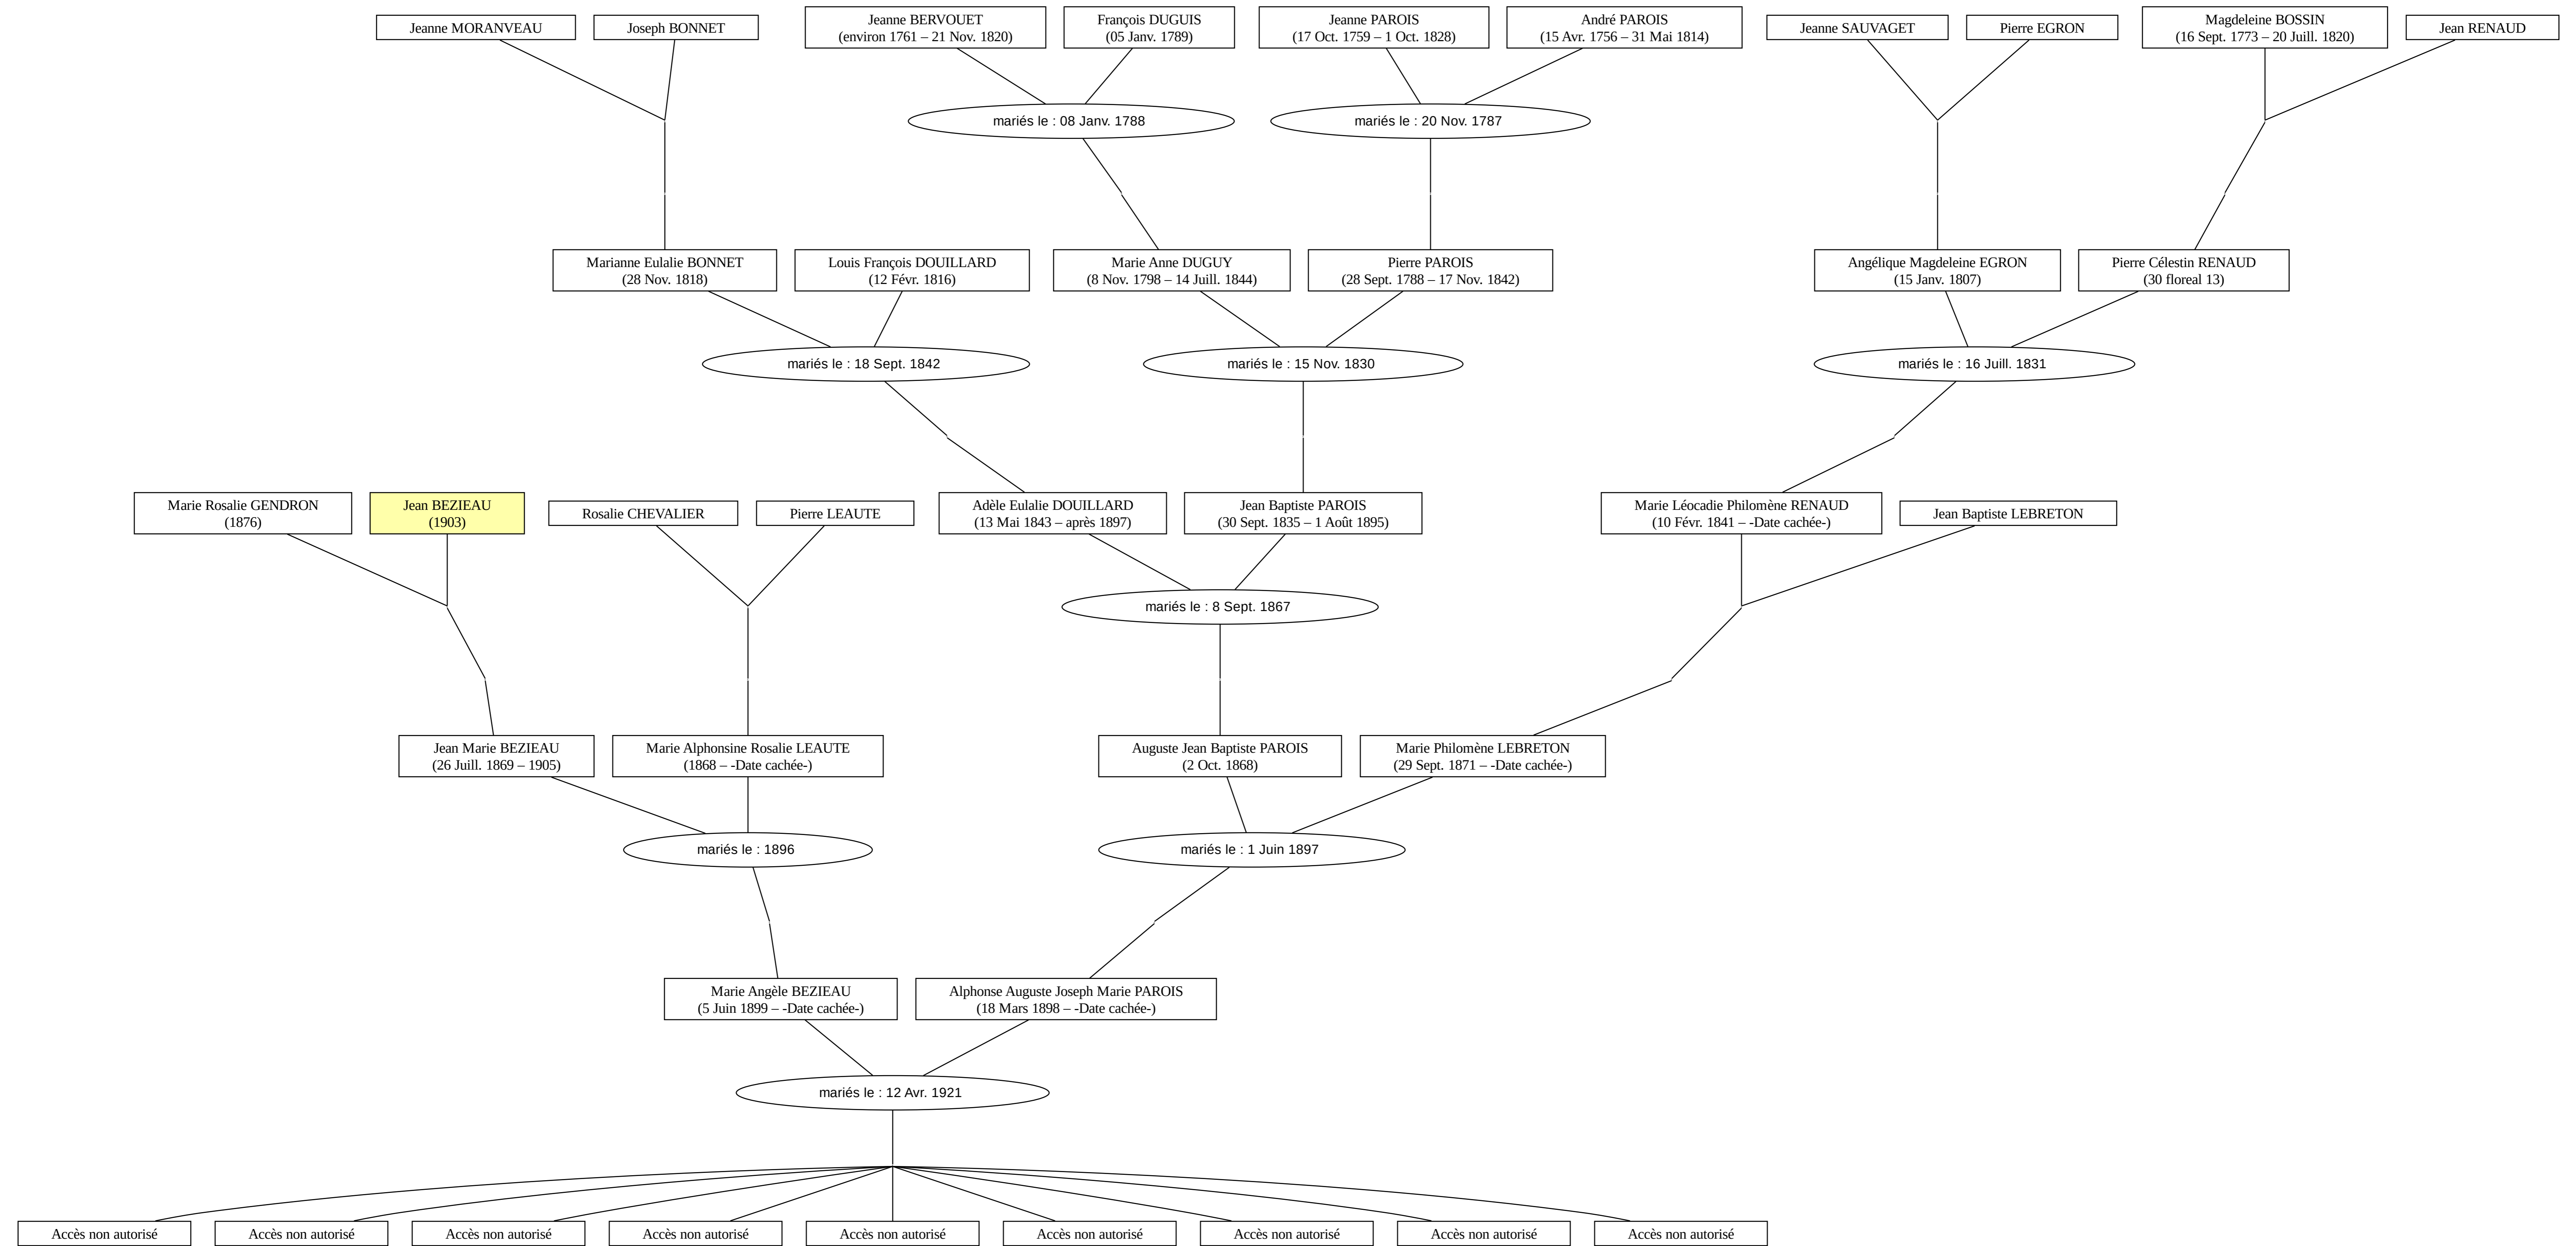 Jeanne MORANVEAU
Joseph BONNET
Jeanne BERVOUET
(environ 1761 – 21 Nov. 1820)
François DUGUIS
(05 Janv. 1789)
Jeanne PAROIS
(17 Oct. 1759 – 1 Oct. 1828)
André PAROIS
(15 Avr. 1756 – 31 Mai 1814)
Jeanne SAUVAGET
Pierre EGRON
Magdeleine BOSSIN
(16 Sept. 1773 – 20 Juill. 1820)
Jean RENAUD
mariés le : 08 Janv. 1788
mariés le : 20 Nov. 1787
Marianne Eulalie BONNET
(28 Nov. 1818)
Louis François DOUILLARD
(12 Févr. 1816)
Marie Anne DUGUY
(8 Nov. 1798 – 14 Juill. 1844)
Pierre PAROIS
(28 Sept. 1788 – 17 Nov. 1842)
Angélique Magdeleine EGRON
(15 Janv. 1807)
Pierre Célestin RENAUD
(30 floreal 13)
mariés le : 18 Sept. 1842
mariés le : 15 Nov. 1830
mariés le : 16 Juill. 1831
Marie Rosalie GENDRON
(1876)
Jean BEZIEAU
(1903)
Rosalie CHEVALIER
Pierre LEAUTE
Adèle Eulalie DOUILLARD
(13 Mai 1843 – après 1897)
Jean Baptiste PAROIS
(30 Sept. 1835 – 1 Août 1895)
Marie Léocadie Philomène RENAUD
(10 Févr. 1841 – -Date cachée-)
Jean Baptiste LEBRETON
mariés le : 8 Sept. 1867
Jean Marie BEZIEAU
(26 Juill. 1869 – 1905)
Marie Alphonsine Rosalie LEAUTE
(1868 – -Date cachée-)
Auguste Jean Baptiste PAROIS
(2 Oct. 1868)
Marie Philomène LEBRETON
(29 Sept. 1871 – -Date cachée-)
mariés le : 1896
mariés le : 1 Juin 1897
Marie Angèle BEZIEAU
(5 Juin 1899 – -Date cachée-)
Alphonse Auguste Joseph Marie PAROIS
(18 Mars 1898 – -Date cachée-)
mariés le : 12 Avr. 1921
Accès non autorisé
Accès non autorisé
Accès non autorisé
Accès non autorisé
Accès non autorisé
Accès non autorisé
Accès non autorisé
Accès non autorisé
Accès non autorisé